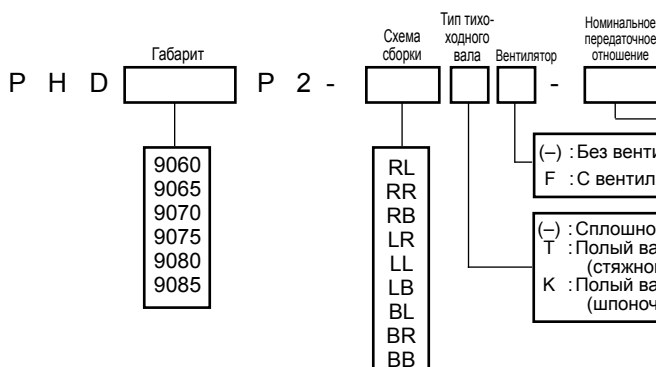 Габарит
Схема
сборки
Тип тихо-
ходного
вала
Вентилятор
Номинальное
передаточное
отношение
P H D P 2 - -
9060
9065
9070
9075
9080
9085
RL
RR
RB
LR
LL
LB
BL
BR
BB
(–) : Без венти
F : С вентил
(–) : Сплошно
T : Полый ва
(стяжно
K : Полый ва
(шпоноч